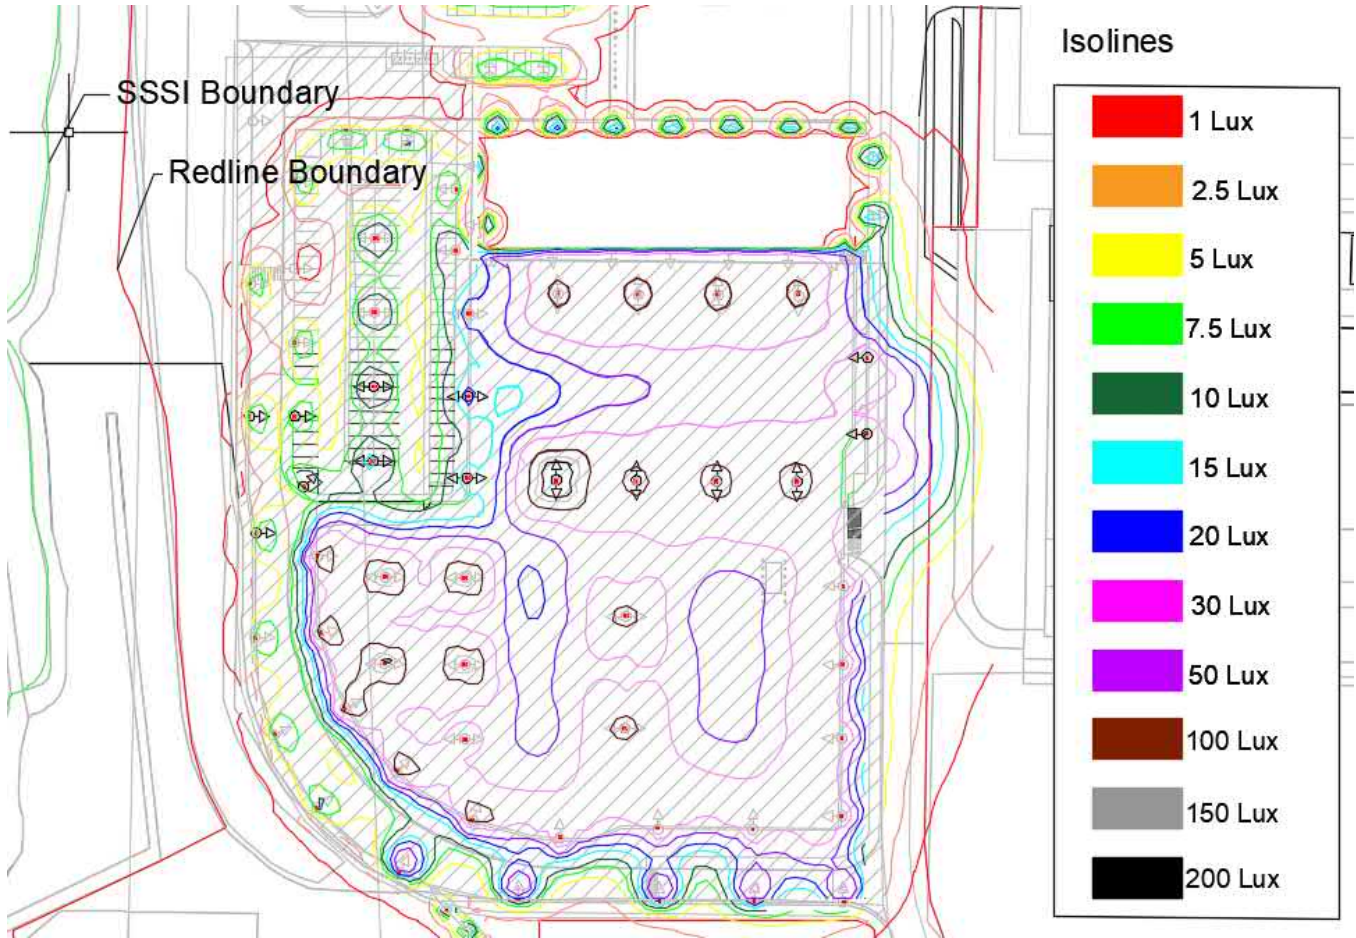 Isolines
SSSI Boundary
Redline Boundary
1 Lux
2.5 Lux
5 Lux
7.5 Lux
10 Lux
15 Lux
20 Lux
30 Lux
50 Lux
100 Lux
150 Lux
200 Lux